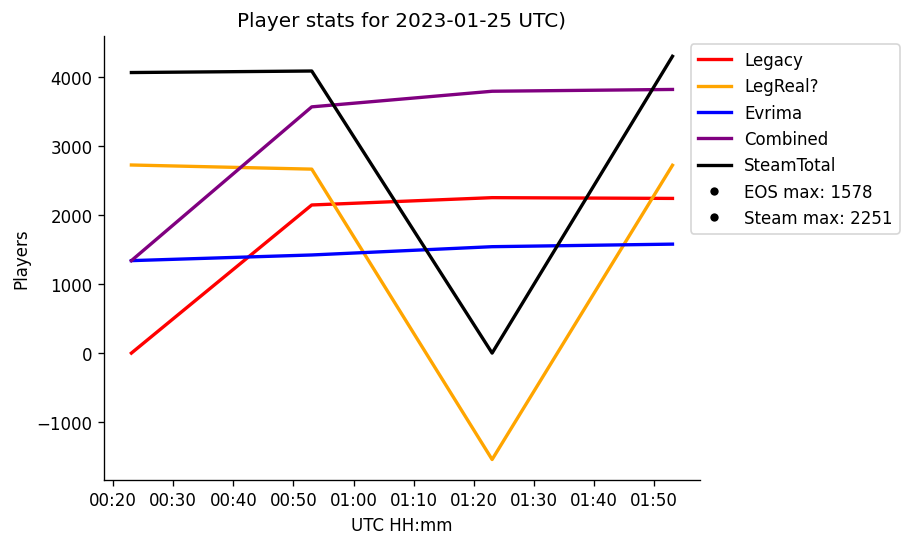 Player stats for 2023-01-25 UTC)
Players
4000
3000
2000
1000
0
−1000
00:20 00:30 00:40 00:50 01:00 01:10 01:20 01:30 01:40 01:50
UTC HH:mm
Legacy
LegReal?
Evrima
Combined
SteamTotal
EOS max: 1578
Steam max: 2251